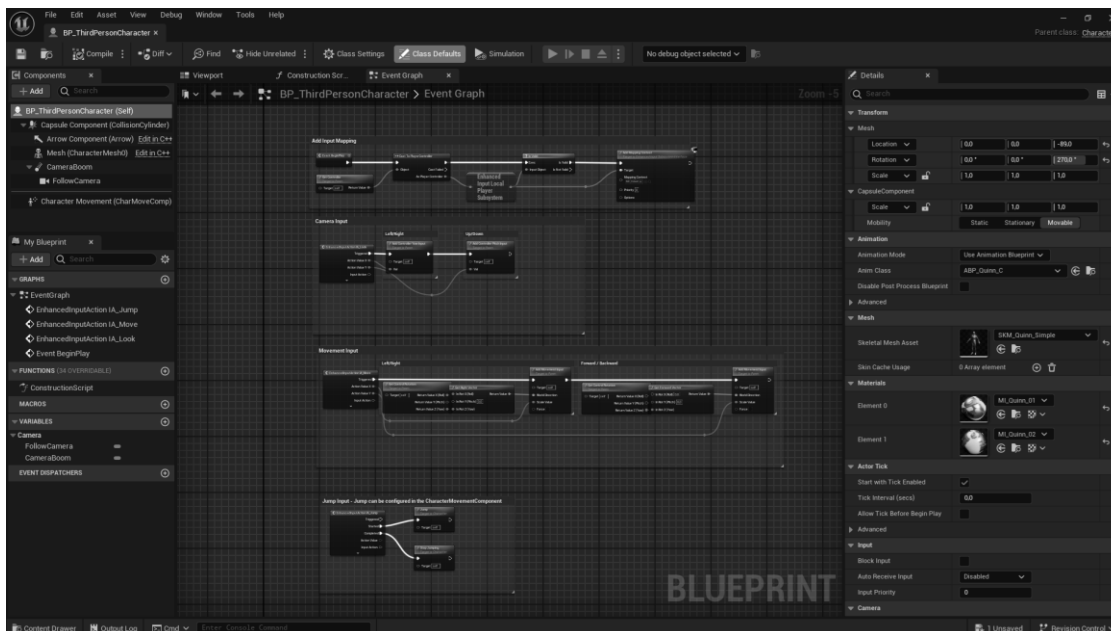 File Edit Asset View Debug Window Tools Help
BP_ThirdPersonCharacter ×
Parent class: Character
Compile Diff Find Hide Unrelated Class Settings Class Defaults Simulation No debug object selected
Components ×
+ Add Search
BP_ThirdPersonCharacter (Self)
Capsule Component (CollisionCylinder)
Arrow Component (Arrow) Edit in C++
Mesh (CharacterMesh0) Edit in C++
CameraBoom
FollowCamera
Character Movement (CharMoveComp)
My Blueprint ×
+ Add Search
GRAPHS
EventGraph
EnhancedInputAction IA_Jump
EnhancedInputAction IA_Move
EnhancedInputAction IA_Look
Event BeginPlay
FUNCTIONS (34 OVERRIDABLE)
ConstructionScript
MACROS
VARIABLES
Camera
FollowCamera
CameraBoom
EVENT DISPATCHERS
Viewport Construction Scr... Event Graph ×
BP_ThirdPersonCharacter > Event Graph Zoom -5
Add Input Mapping
Enhanced
Input Local
Player
Subsystem
Camera Input
Left/Right Up/Down
Movement Input
Left/Right Forward / Backward
Jump Input - Jump can be configured in the CharacterMovementComponent
BLUEPRINT
Details ×
Search
Transform
Mesh
Location 0,0 0,0 -89,0
Rotation 0,0° 0,0° 270,0°
Scale 1,0 1,0 1,0
CapsuleComponent
Scale 1,0 1,0 1,0
Mobility Static Stationary Movable
Animation
Animation Mode Use Animation Blueprint
Anim Class ABP_Quinn_C
Disable Post Process Blueprint
Advanced
Mesh
Skeletal Mesh Asset SKM_Quinn_Simple
Skin Cache Usage 0 Array element
Materials
Element 0 MI_Quinn_01
Element 1 MI_Quinn_02
Actor Tick
Start with Tick Enabled
Tick Interval (secs) 0,0
Allow Tick Before Begin Play
Advanced
Input
Block Input
Auto Receive Input Disabled
Input Priority 0
Camera
Content Drawer Output Log Cmd Enter Console Command 1 Unsaved Revision Control